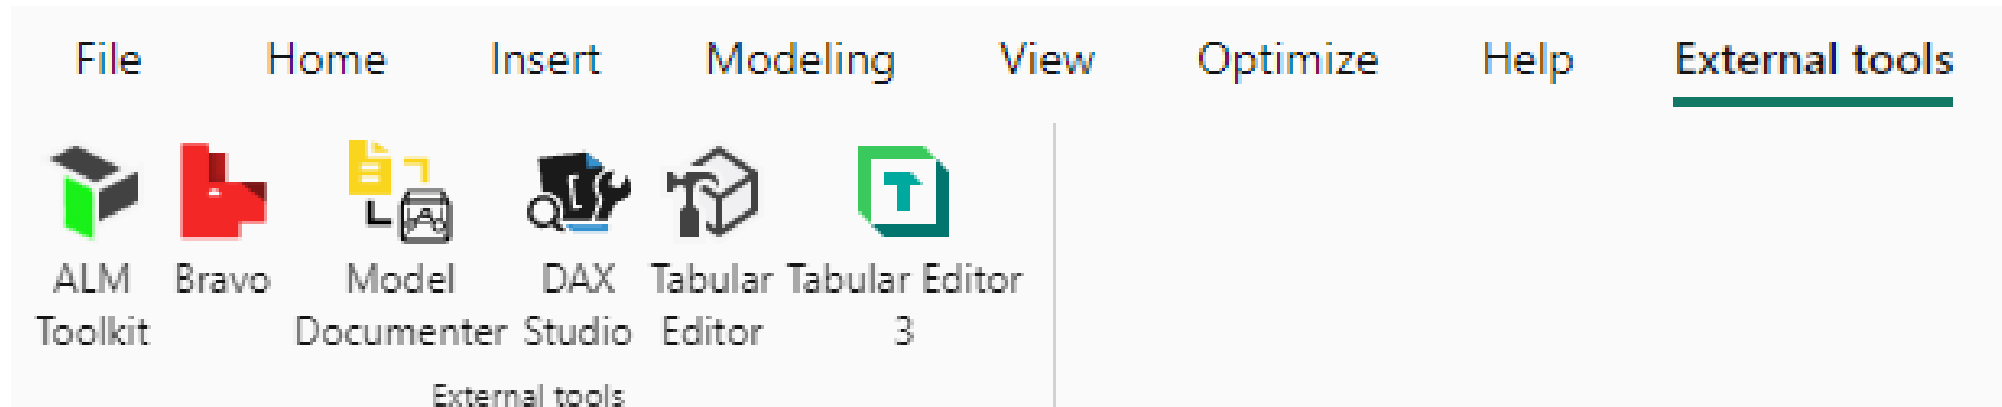 File Home Insert Modeling View Optimize Help External tools
ALM Bravo Model DAX Tabular Tabular Editor
Toolkit Documenter Studio Editor 3
External tools